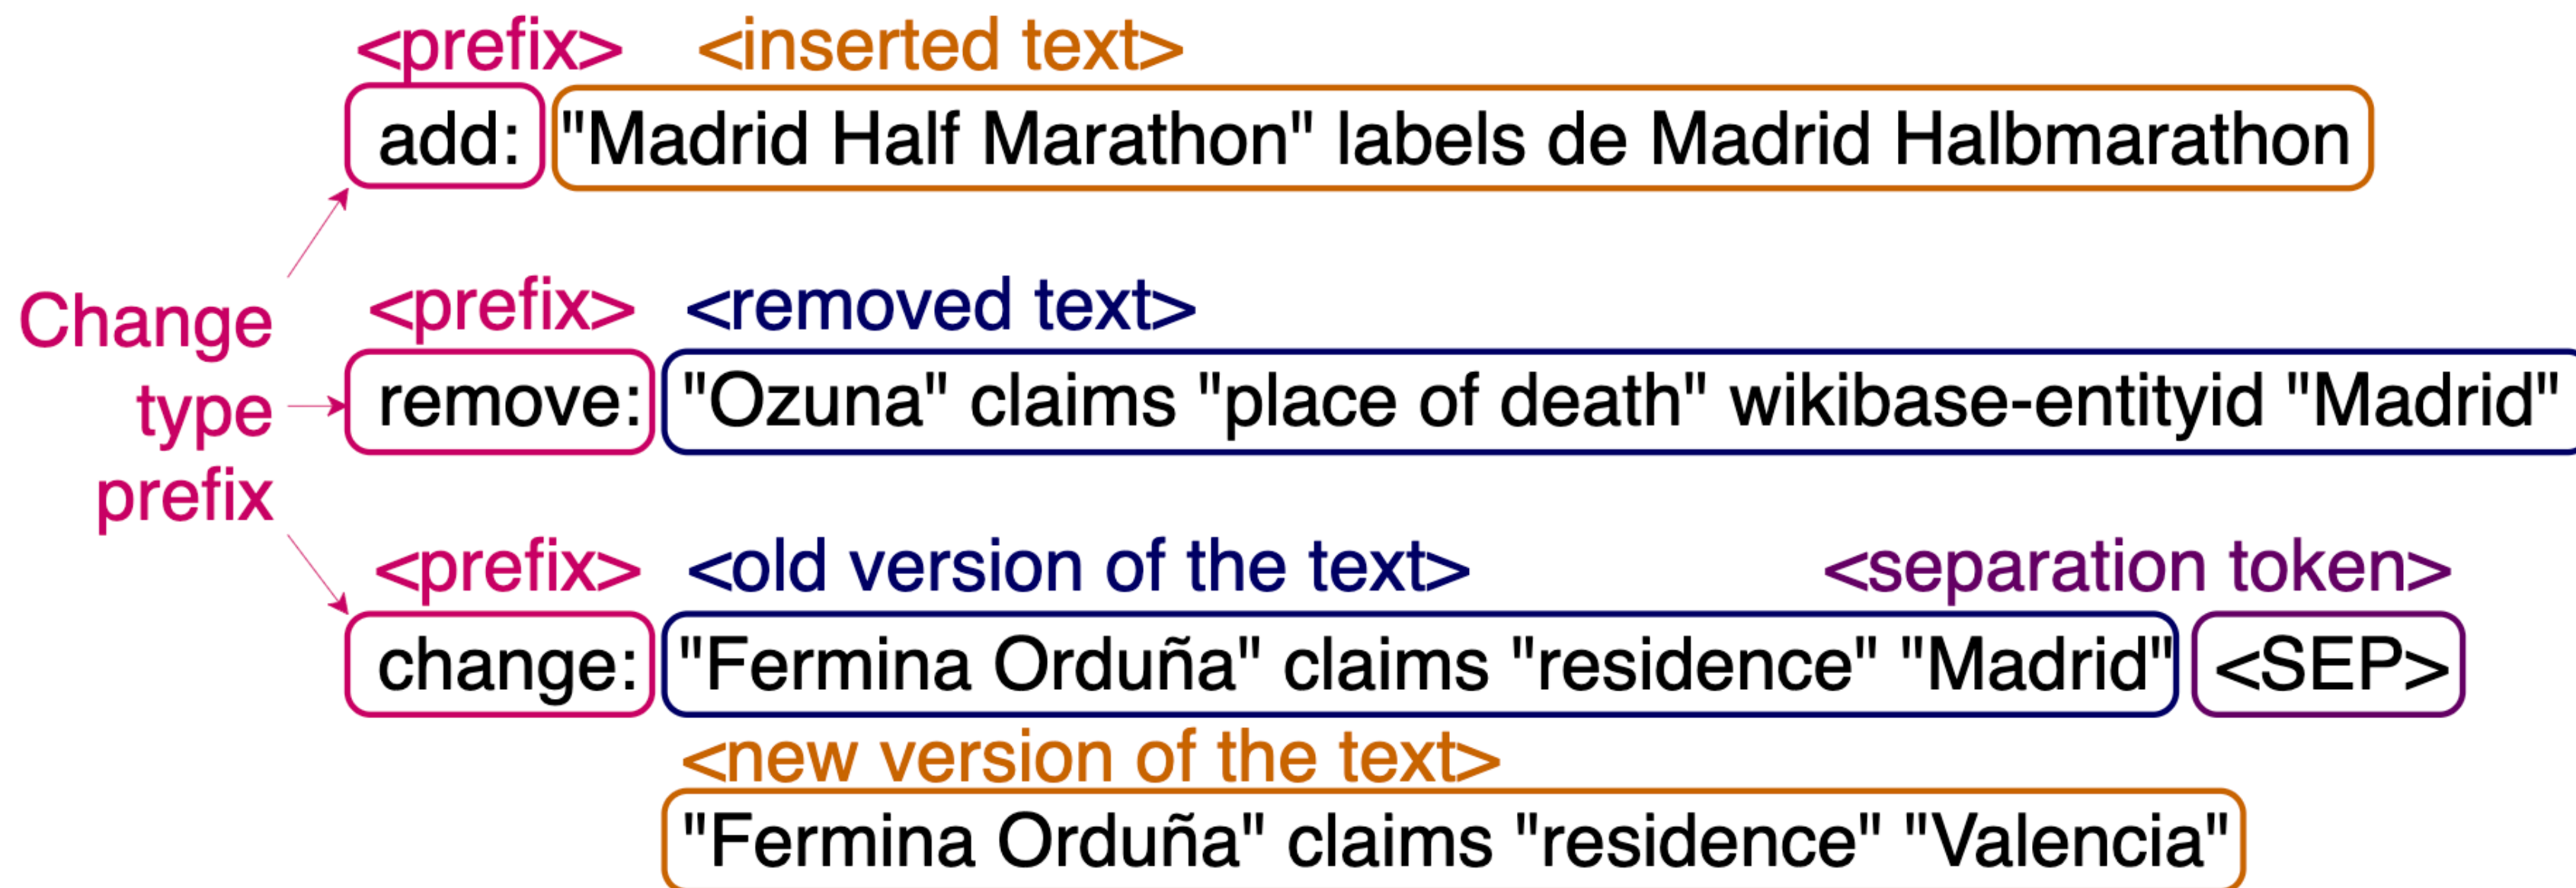 <prefix> <inserted text>
add: "Madrid Half Marathon" labels de Madrid Halbmarathon
Change
type
prefix
<prefix> <removed text>
remove: "Ozuna" claims "place of death" wikibase-entityid "Madrid"
<prefix> <old version of the text> <separation token>
change: "Fermina Orduña" claims "residence" "Madrid" <SEP>
<new version of the text>
"Fermina Orduña" claims "residence" "Valencia"